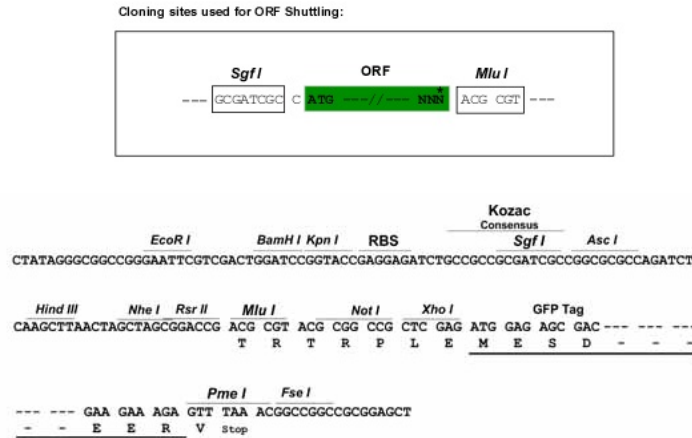 Cloning sites used for ORF Shuttling:
Sgf I ORF Mlu I
--- GCGATCGC C ATG ---//--- NNN* ACG CGT ---
Kozac
Consensus
EcoR I BamH I Kpn I RBS Sgf I Asc I
CTATAGGGCGGCCGGGAATTCGTCGACTGGATCCGGTACCGAGGAGATCTGCCGCCGCGATCGCCGGCGCGCCAGATCT
Hind III Nhe I Rsr II Mlu I Not I Xho I GFP Tag
CAAGCTTAACTAGCTAGCGGACCG ACG CGT ACG CGG CCG CTC GAG ATG GAG AGC GAC --- --- ---
T R T R P L E M E S D - - -
Pme I Fse I
--- --- GAA GAA AGA GTT TAA ACGGCCGGCCGCGGAGCT
- - E E R V Stop